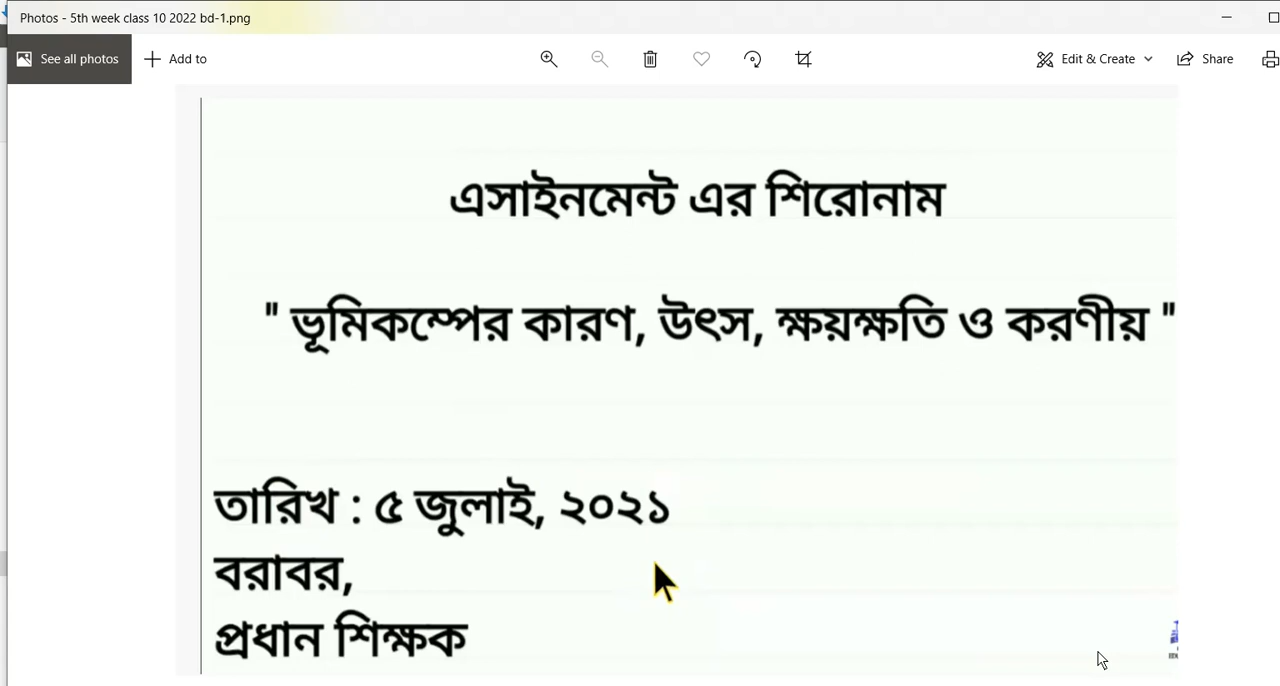 Photos - 5th week class 10 2022 bd-1.png
See all photos
Add to
Edit & Create
Share
এসাইনমেন্ট এর শিরোনাম
" ভূমিকম্পের কারণ, উৎস, ক্ষয়ক্ষতি ও করণীয় "
তারিখ : ৫ জুলাই, ২০২১
বরাবর,
প্রধান শিক্ষক